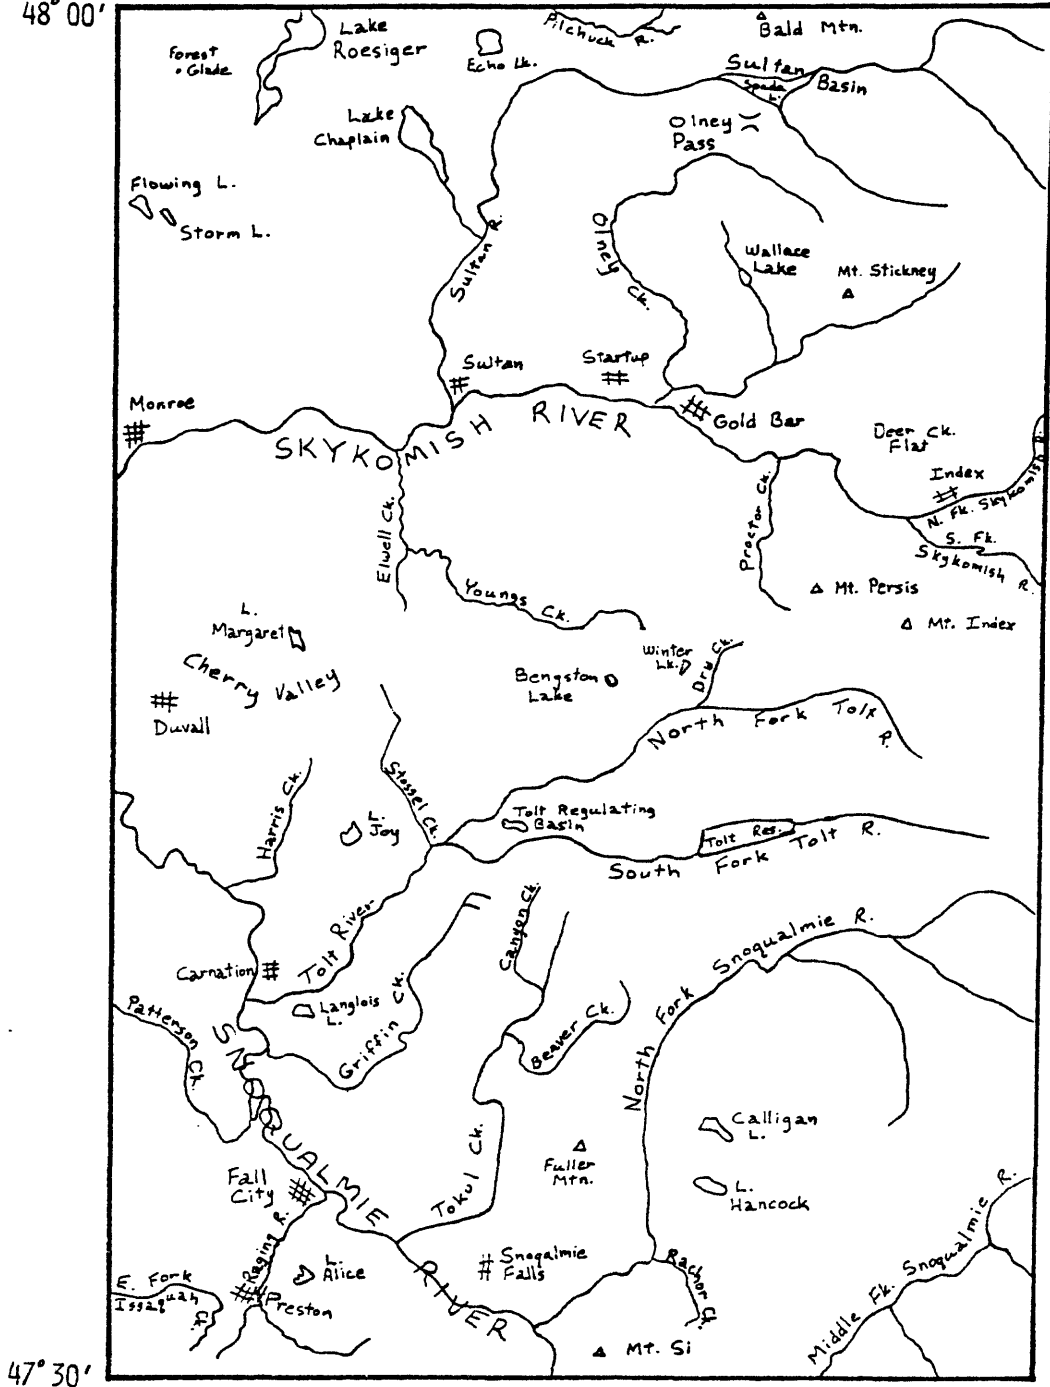 48° 00'
Lake
Roesiger
Forest
Glade
Echo Lk.
Pilchuck R.
Bald Mtn.
Sultan
Basin
Spada
L.
Lake
Chaplain
Olney
Pass
Flowing L.
Storm L.
Sultan R.
Olney Ck.
Wallace
Lake
Mt. Stickney
Sultan
Startup
Monroe
SKYKOMISH RIVER
Gold Bar
Deer Ck.
Flat
Index
N. Fk. Skykomish R.
S. Fk.
Skykomish R.
Elwell Ck.
Proctor Ck.
Youngs Ck.
Mt. Persis
Mt. Index
L.
Margaret
Cherry Valley
Duvall
Bengston
Lake
Winter
Lk.
Dry Ck.
North Fork Tolx
R.
Harris Ck.
L.
Joy
Stossel Ck.
Tolt Regulating
Basin
Tolt Res.
South Fork Tolt R.
Carnation
Tolt River
Langlois
L.
Griffin Ck.
Canyon Ck.
Beaver Ck.
North Fork Snoqualmie R.
Patterson Ck.
SNOQUALMIE RIVER
Calligan
L.
Fuller
Mtn.
L.
Hancock
Fall
City
Tokul Ck.
Raging R.
L.
Alice
Snoqalmie
Falls
Rachor Ck.
E. Fork
Issaquah
Ck.
Preston
Mt. Si
Middle Fk. Snoqualmie R.
47° 30'